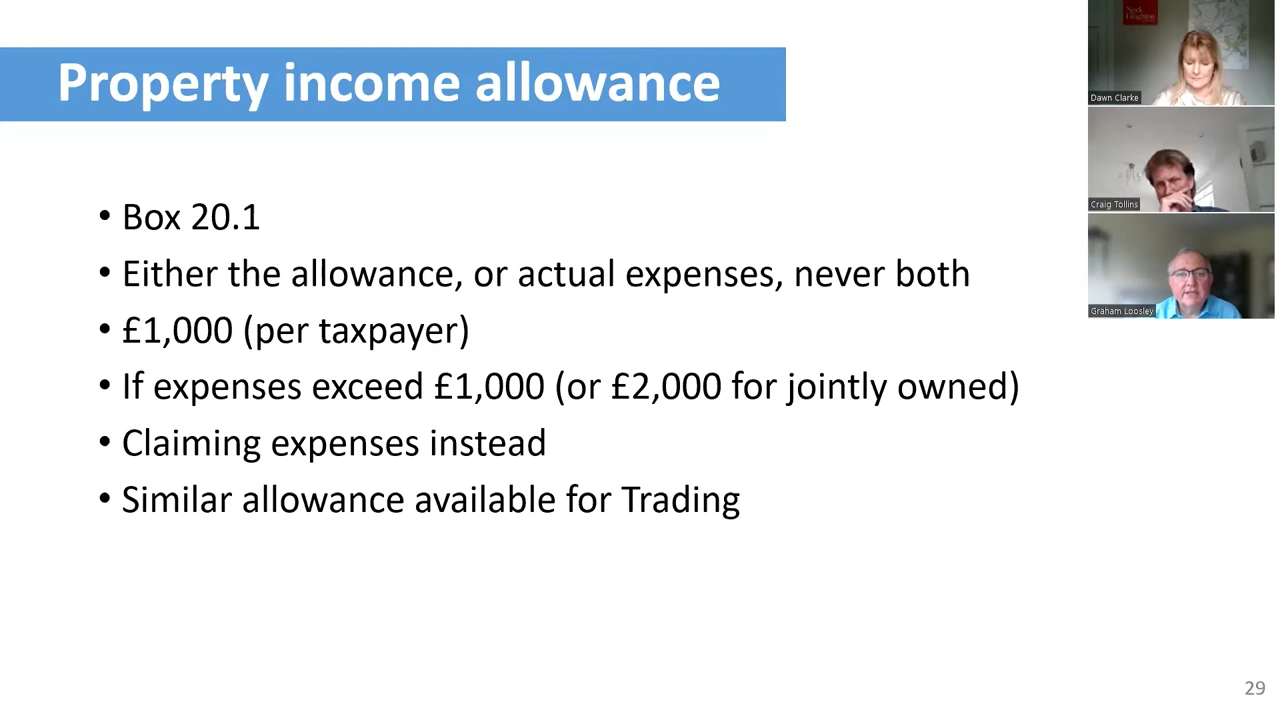 Property income allowance
• Box 20.1
• Either the allowance, or actual expenses, never both
• £1,000 (per taxpayer)
• If expenses exceed £1,000 (or £2,000 for jointly owned)
• Claiming expenses instead
• Similar allowance available for Trading
29
Dawn Clarke
Craig Tollins
Graham Loosley